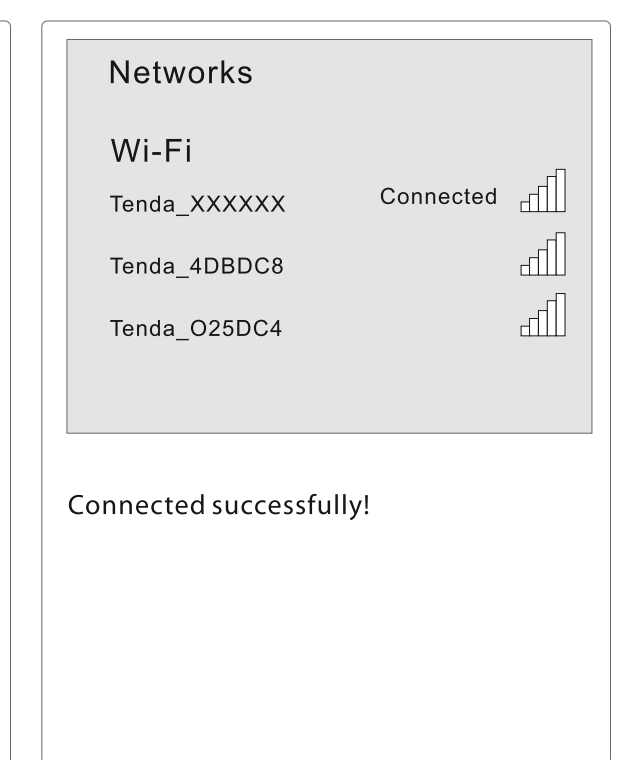 Networks
Wi-Fi
Tenda_XXXXXX Connected
Tenda_4DBDC8
Tenda_O25DC4
Connected successfully!